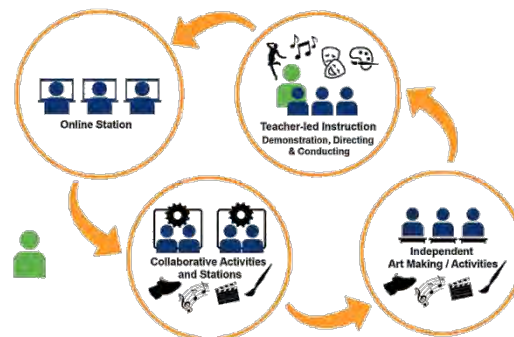 Online Station
Teacher-led Instruction
Demonstration, Directing
& Conducting
Collaborative Activities
and Stations
Independent
Art Making / Activities